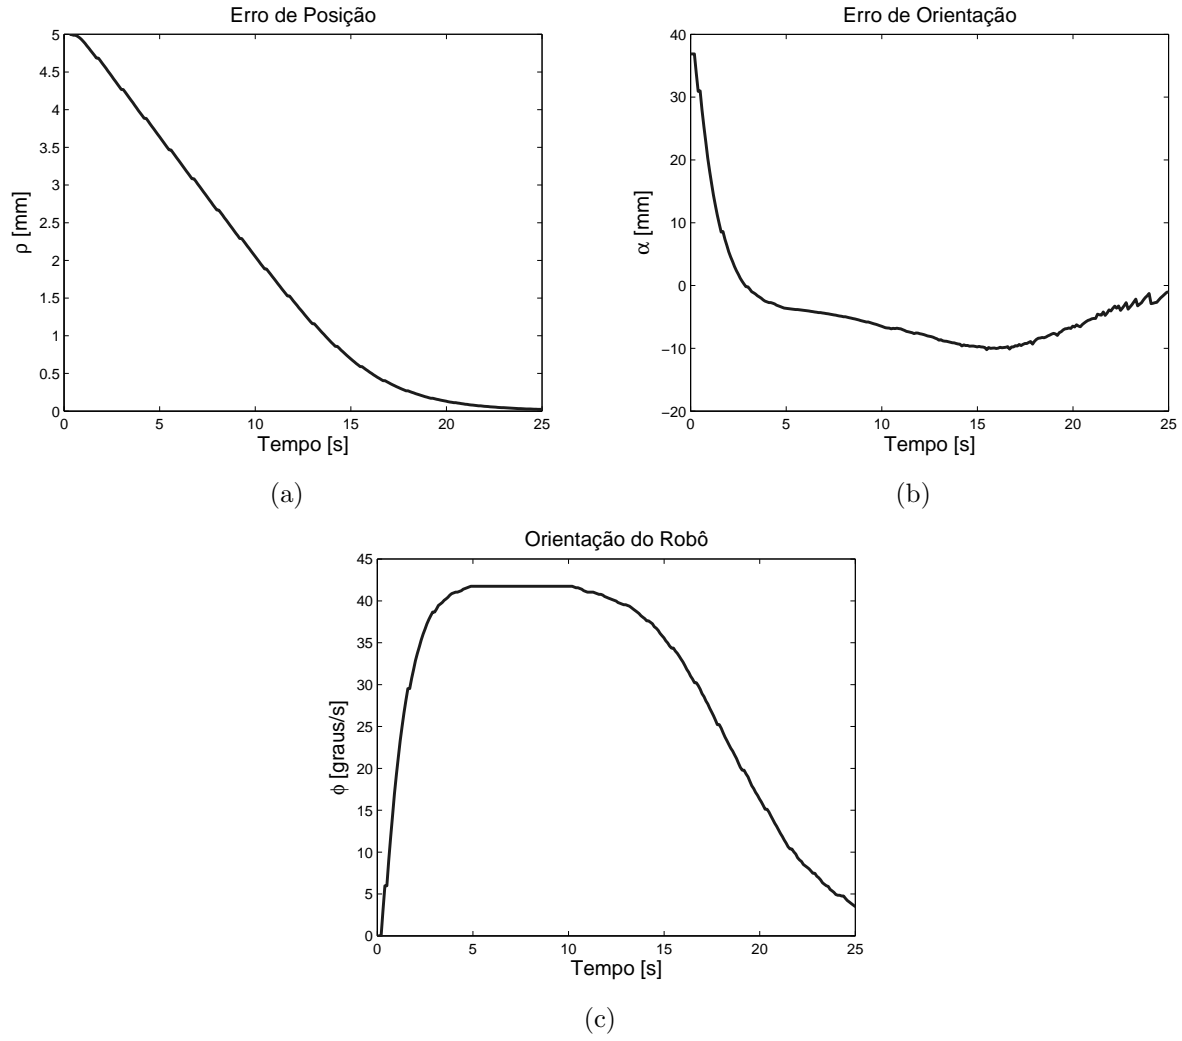 Erro de Posição
5
4.5
4
3.5
3
2.5
2
1.5
1
0.5
0
ρ [mm]
0 5 10 15 20 25
Tempo [s]
(a)
Erro de Orientação
40
30
20
10
0
−10
−20
α [mm]
0 5 10 15 20 25
Tempo [s]
(b)
Orientação do Robô
45
40
35
30
25
20
15
10
5
0
ϕ [graus/s]
0 5 10 15 20 25
Tempo [s]
(c)